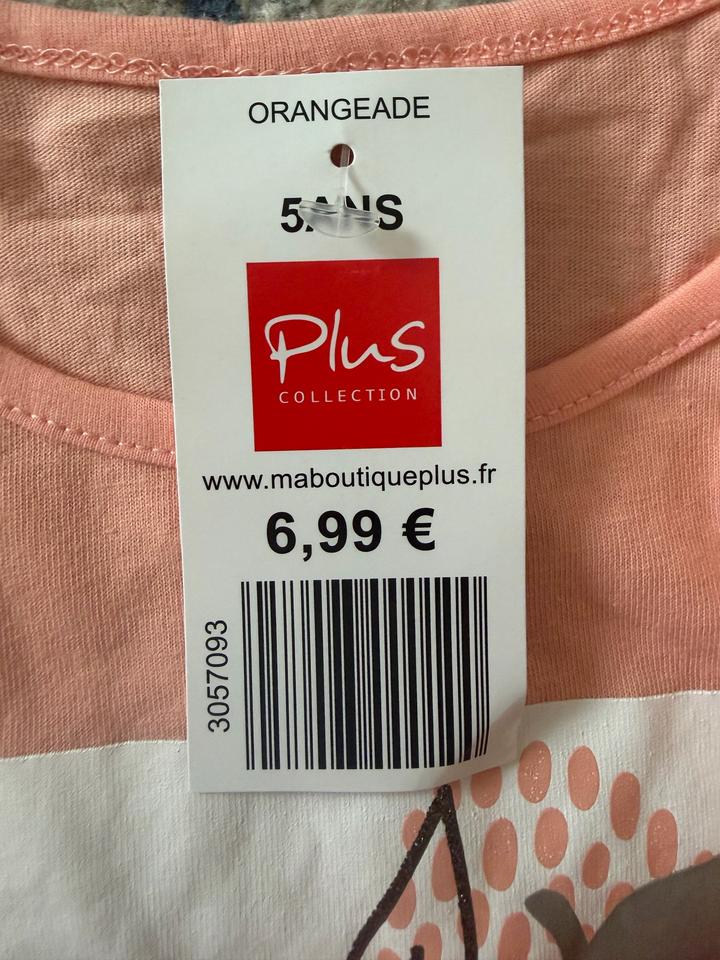 ORANGEADE
5ANS
Plus
COLLECTION
www.maboutiqueplus.fr
6,99 €
3057093